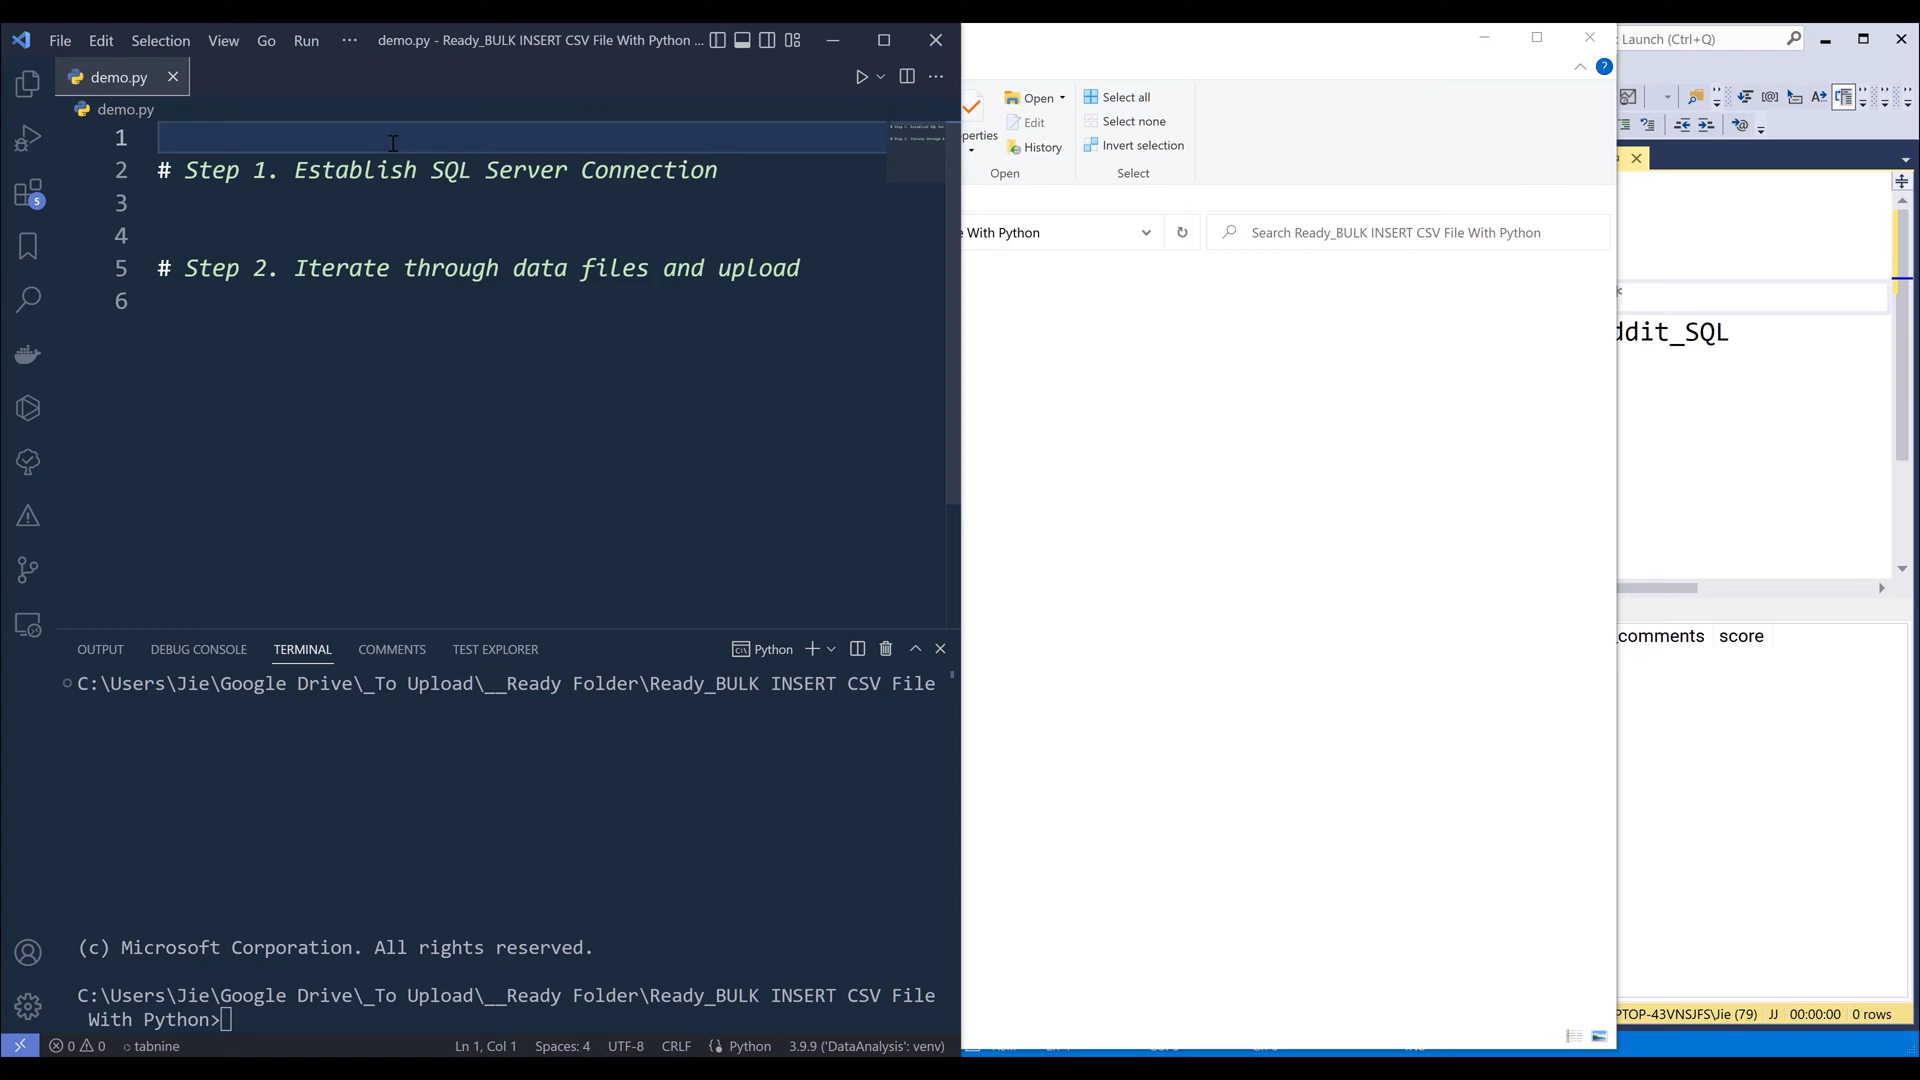 File Edit Selection View Go Run ··· demo.py - Ready_BULK INSERT CSV File With Python ...
demo.py
demo.py
1
2 # Step 1. Establish SQL Server Connection
3
4
5 # Step 2. Iterate through data files and upload
6
5
OUTPUT DEBUG CONSOLE TERMINAL COMMENTS TEST EXPLORER Python
C:\Users\Jie\Google Drive\_To Upload\__Ready Folder\Ready_BULK INSERT CSV File
(c) Microsoft Corporation. All rights reserved.
C:\Users\Jie\Google Drive\_To Upload\__Ready Folder\Ready_BULK INSERT CSV File
With Python>
0 0 tabnine Ln 1, Col 1 Spaces: 4 UTF-8 CRLF Python 3.9.9 ('DataAnalysis': venv)
operties
Open
Edit
History
Open
Select all
Select none
Invert selection
Select
e With Python
Search Ready_BULK INSERT CSV File With Python
Launch (Ctrl+Q)
*
ddit_SQL
_comments score
PTOP-43VNSJFS\Jie (79) JJ 00:00:00 0 rows